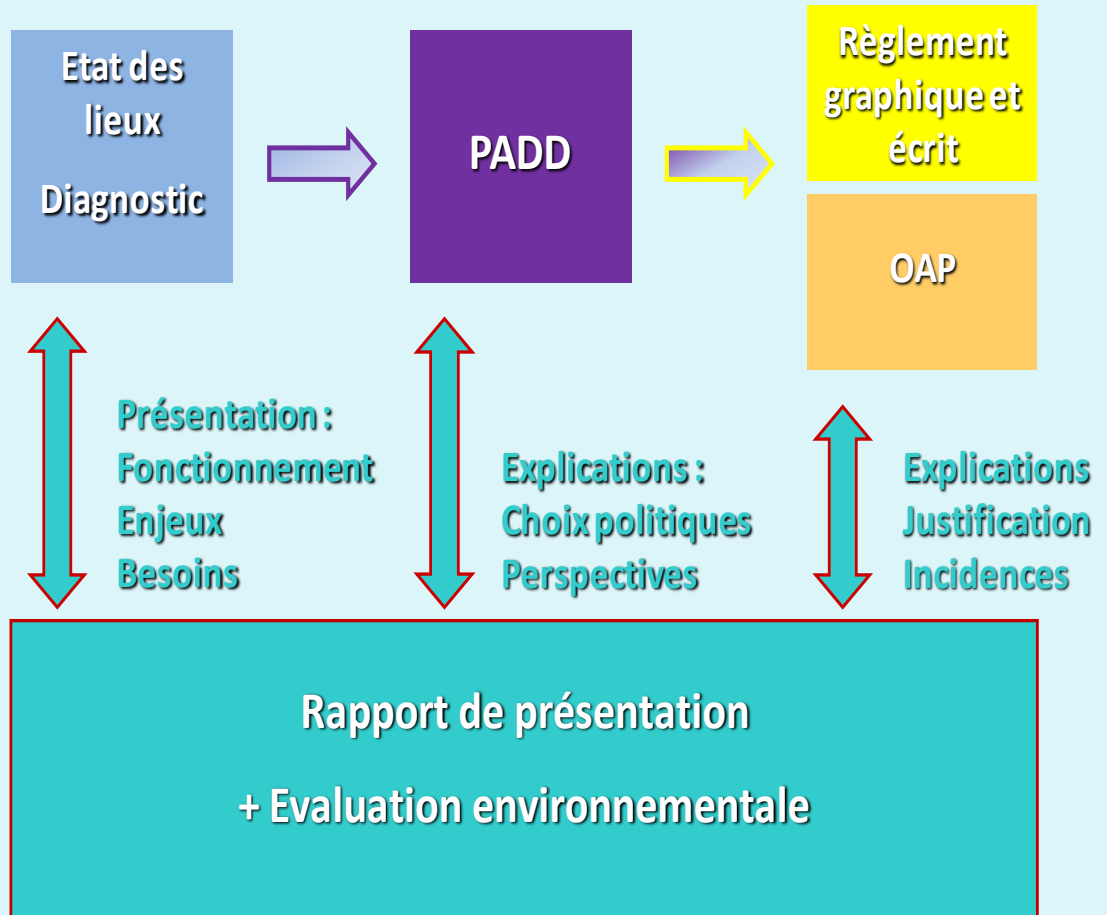 Etat des
lieux
Diagnostic
PADD
Règlement
graphique et
écrit
OAP
Présentation :
Fonctionnement
Enjeux
Besoins
Explications :
Choix politiques
Perspectives
Explications
Justification
Incidences
Rapport de présentation
+ Evaluation environnementale